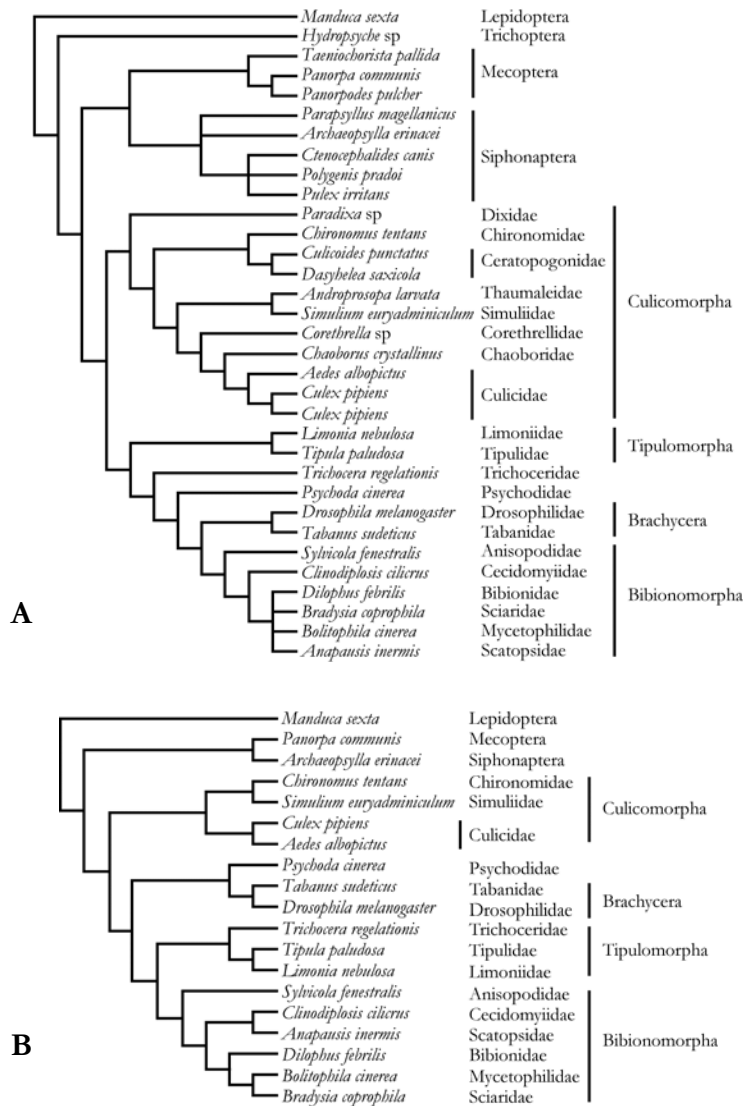 Manduca sexta Lepidoptera
Hydropsyche sp Trichoptera
Taeniochorista pallida
Panorpa communis Mecoptera
Panorpodes pulcher
Parapsyllus magellanicus
Archaeopsylla erinacei
Ctenocephalides canis Siphonaptera
Polygenis pradoi
Pulex irritans
Paradixa sp Dixidae
Chironomus tentans Chironomidae
Culicoides punctatus Ceratopogonidae
Dasyhelea saxicola
Androprosopa larvata Thaumaleidae Culicomorpha
Simulium euryadminiculum Simuliidae
Corethrella sp Corethrellidae
Chaoborus crystallinus Chaoboridae
Aedes albopictus
Culex pipiens Culicidae
Culex pipiens
Limonia nebulosa Limoniidae Tipulomorpha
Tipula paludosa Tipulidae
Trichocera regelationis Trichoceridae
Psychoda cinerea Psychodidae
Drosophila melanogaster Drosophilidae Brachycera
Tabanus sudeticus Tabanidae
Sylvicola fenestralis Anisopodidae
Clinodiplosis cilicrus Cecidomyiidae
Dilophus febrilis Bibionidae Bibionomorpha
Bradysia coprophila Sciaridae
A
Bolitophila cinerea Mycetophilidae
Anapausis inermis Scatopsidae
Manduca sexta Lepidoptera
Panorpa communis Mecoptera
Archaeopsylla erinacei Siphonaptera
Chironomus tentans Chironomidae
Simulium euryadminiculum Simuliidae Culicomorpha
Culex pipiens Culicidae
Aedes albopictus
Psychoda cinerea Psychodidae
Tabanus sudeticus Tabanidae Brachycera
Drosophila melanogaster Drosophilidae
Trichocera regelationis Trichoceridae
Tipula paludosa Tipulidae Tipulomorpha
Limonia nebulosa Limoniidae
Sylvicola fenestralis Anisopodidae
Clinodiplosis cilicrus Cecidomyiidae
Anapausis inermis Scatopsidae Bibionomorpha
B
Dilophus febrilis Bibionidae
Bolitophila cinerea Mycetophilidae
Bradysia coprophila Sciaridae